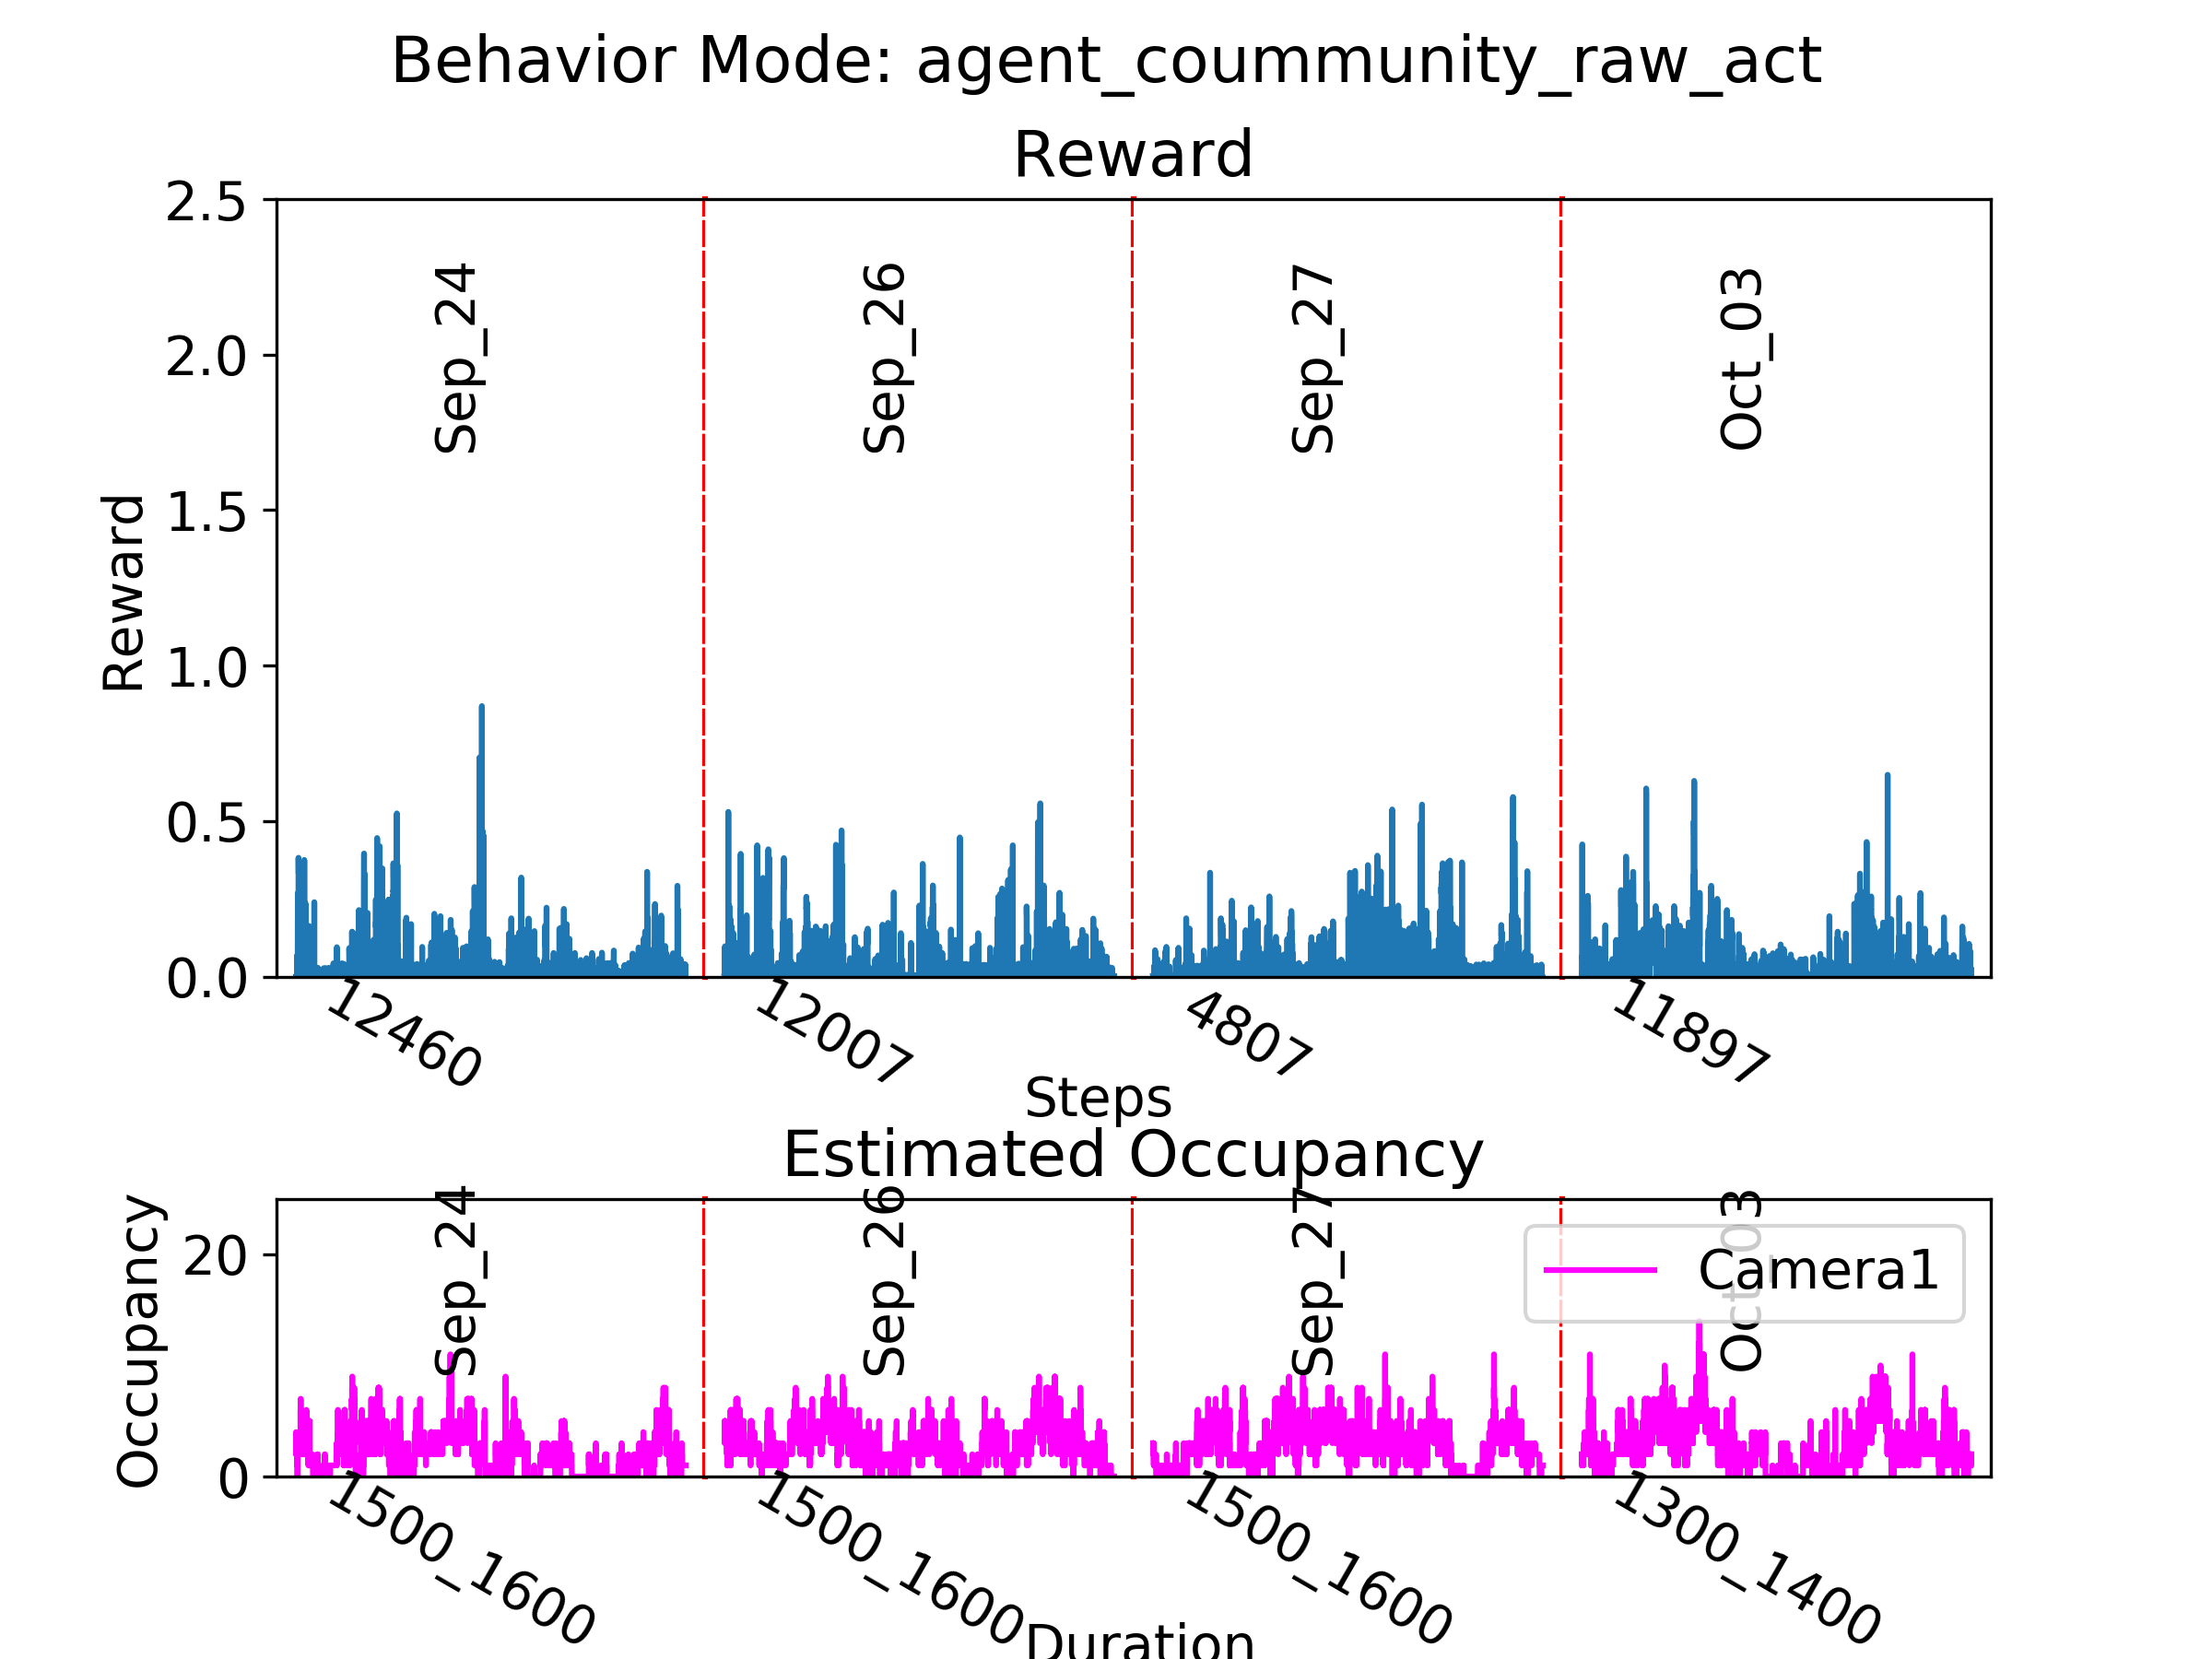 Behavior Mode: agent_coummunity_raw_act
Reward
2.5
2.0
1.5
1.0
0.5
0.0
Reward
Sep_24
Sep_26
Sep_27
Oct_03
12460
12007
4807
11897
Steps
Estimated Occupancy
20
0
Occupancy
Sep_24
Sep_26
Sep_27
Oct_03
Camera1
1500_1600
1500_1600
1500_1600
1300_1400
Duration